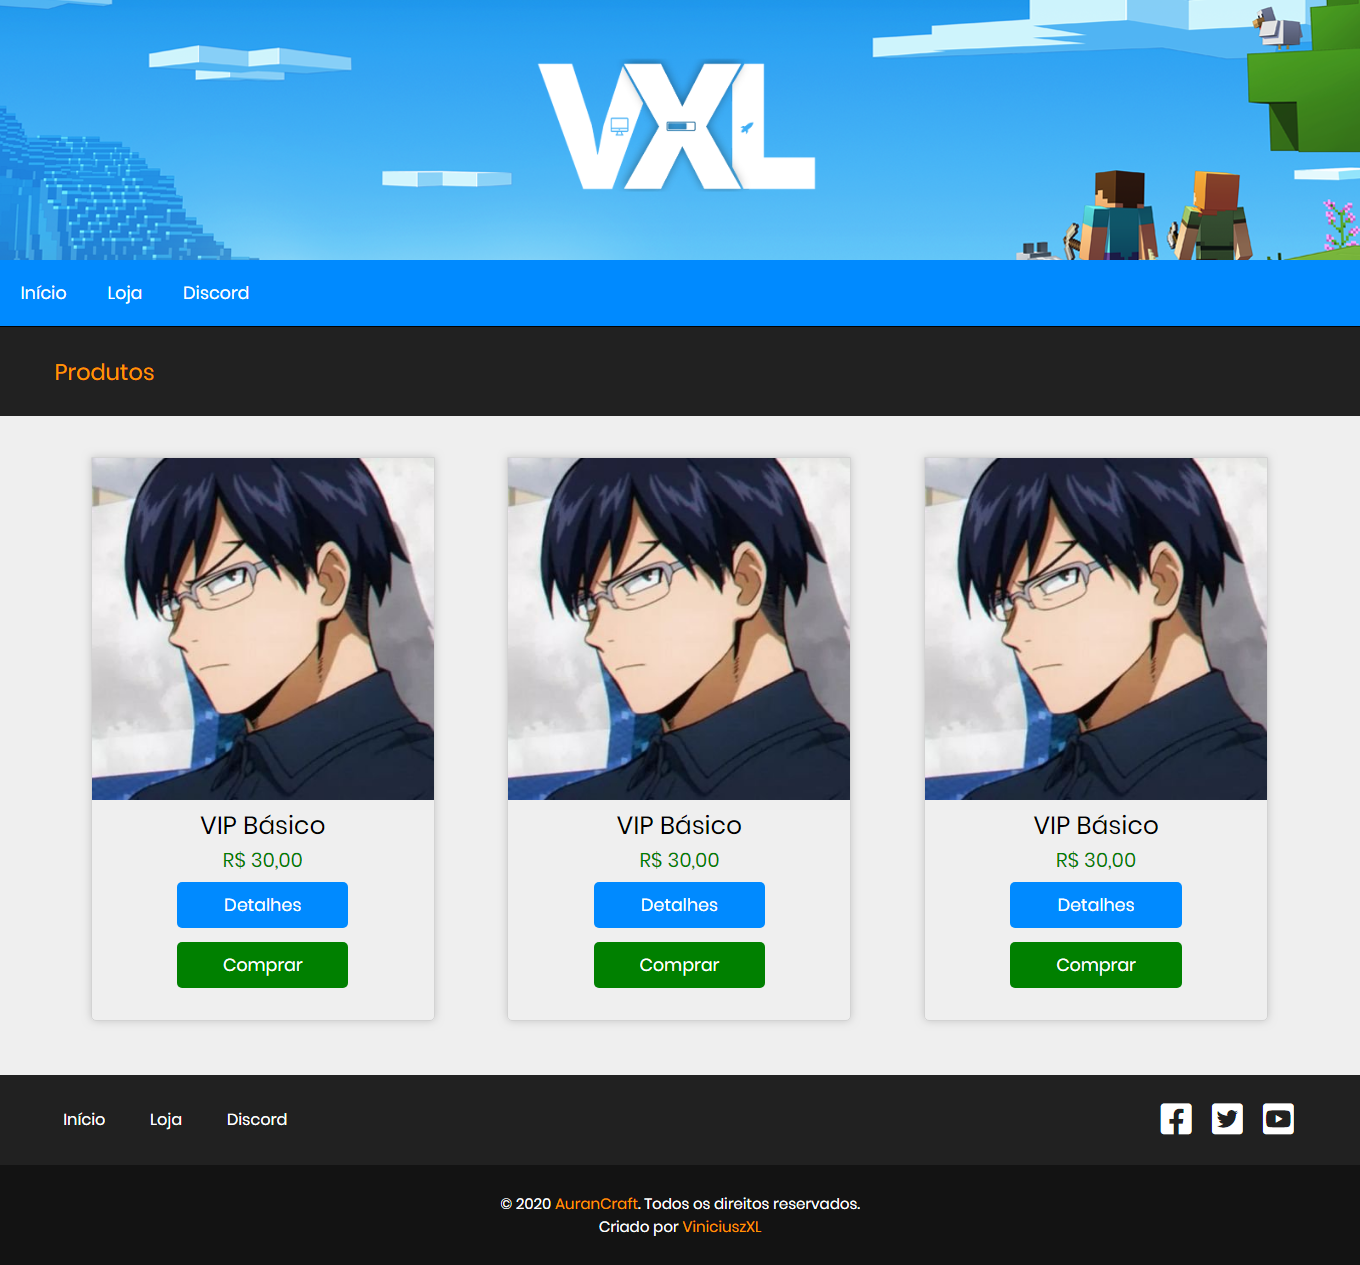 VXL
Início Loja Discord
Produtos
VIP Básico VIP Básico VIP Básico
R$ 30,00 R$ 30,00 R$ 30,00
Detalhes Detalhes Detalhes
Comprar Comprar Comprar
Início Loja Discord
© 2020 AuranCraft. Todos os direitos reservados.
Criado por ViniciuszXL